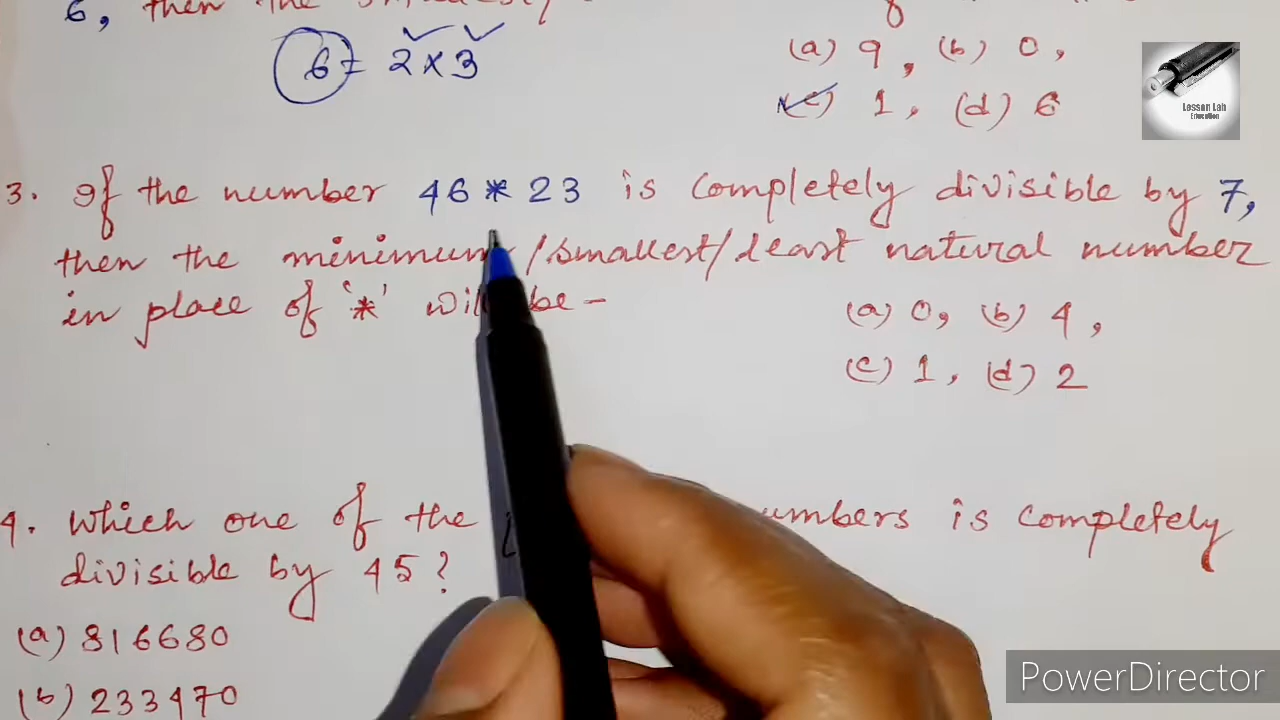 6, then the
6 = 2 × 3
(a) 9, (b) 0,
(c) 1, (d) 6
Lessan Lab
Education
3. If the number 46*23 is completely divisible by 7,
then the minimum/smallest/least natural number
in place of '*' will be -
(a) 0, (b) 4,
(c) 1, (d) 2
4. Which one of the numbers is completely
divisible by 45?
(a) 816680
(b) 233470
PowerDirector